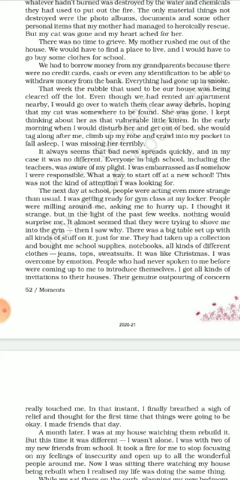 whatever hadn't burned was destroyed by the water and chemicals
they had used to put out the fire. The only material things not
destroyed were the photo albums, documents and some other
personal items that my mother had managed to heroically rescue.
But my cat was gone and my heart ached for her.
There was no time to grieve. My mother rushed me out of the
house. We would have to find a place to live, and I would have to
go buy some clothes for school.
We had to borrow money from my grandparents because there
were no credit cards, cash or even any identification to be able to
withdraw money from the bank. Everything had gone up in smoke.
That week the rubble that used to be our house was being
cleared off the lot. Even though we had rented an apartment
nearby, I would go over to watch them clear away debris, hoping
that my cat was somewhere to be found. She was gone. I kept
thinking about her as that vulnerable little kitten. In the early
morning when I would disturb her and get out of bed, she would
tag along after me, climb up my robe and crawl into my pocket to
fall asleep. I was missing her terribly.
It always seems that bad news spreads quickly, and in my
case it was no different. Everyone in high school, including the
teachers, was aware of my plight. I was embarrassed as if somehow
I were responsible. What a way to start off at a new school! This
was not the kind of attention I was looking for.
The next day at school, people were acting even more strange
than usual. I was getting ready for gym class at my locker. People
were milling around me, asking me to hurry up. I thought it
strange, but in the light of the past few weeks, nothing would
surprise me. It almost seemed that they were trying to shove me
into the gym — then I saw why. There was a big table set up with
all kinds of stuff on it, just for me. They had taken up a collection
and bought me school supplies, notebooks, all kinds of different
clothes — jeans, tops, sweatsuits. It was like Christmas. I was
overcome by emotion. People who had never spoken to me before
were coming up to me to introduce themselves. I got all kinds of
invitations to their houses. Their genuine outpouring of concern
52 / Moments
2020-21
really touched me. In that instant, I finally breathed a sigh of
relief and thought for the first time that things were going to be
okay. I made friends that day.
A month later, I was at my house watching them rebuild it.
But this time it was different — I wasn't alone. I was with two of
my new friends from school. It took a fire for me to stop focusing
on my feelings of insecurity and open up to all the wonderful
people around me. Now I was sitting there watching my house
being rebuilt when I realised my life was doing the same thing.
While we sat there on the curb, planning my new bedroom,